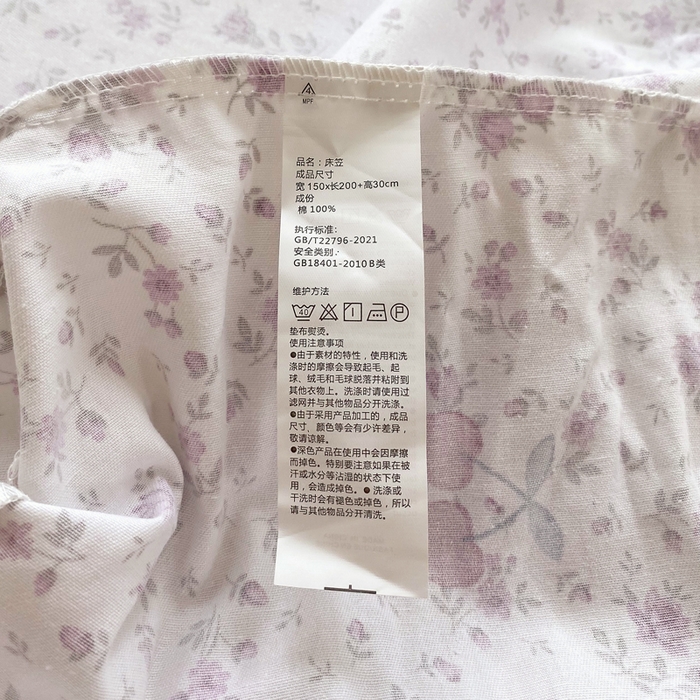 MPF
品名：床笠
成品尺寸
宽 150x长200+高30cm
成份
棉 100%
执行标准：
GB/T22796-2021
安全类别：
GB18401-2010B类
维护方法
40 P
垫布熨烫。
使用注意事项
●由于素材的特性，使用和洗
涤时的摩擦会导致起毛、起
球、绒毛和毛球脱落并粘附到
其他衣物上。洗涤时请使用过
滤网并与其他物品分开洗涤。
●由于采用产品加工的，成品
尺寸、颜色等会有少许差异，
敬请谅解。
●深色产品在使用中会因摩擦
而掉色。特别要注意如果在被
汗或水分等沾湿的状态下使
用，会造成掉色。●洗涤或
干洗时会有褪色或掉色，所以
请与其他物品分开清洗。